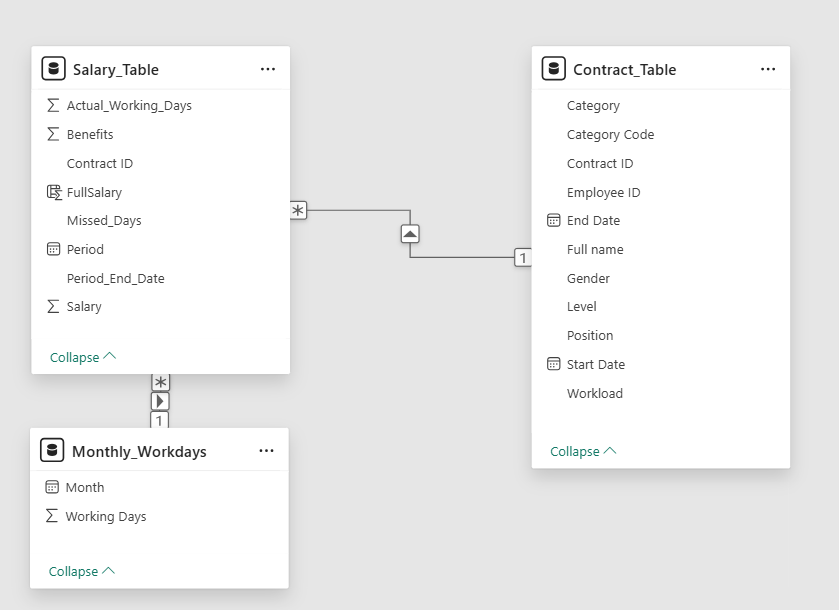 Salary_Table
Actual_Working_Days
Benefits
Contract ID
FullSalary
Missed_Days
Period
Period_End_Date
Salary
Collapse
*
1
Contract_Table
Category
Category Code
Contract ID
Employee ID
End Date
Full name
Gender
Level
Position
Start Date
Workload
Collapse
*
1
Monthly_Workdays
Month
Working Days
Collapse